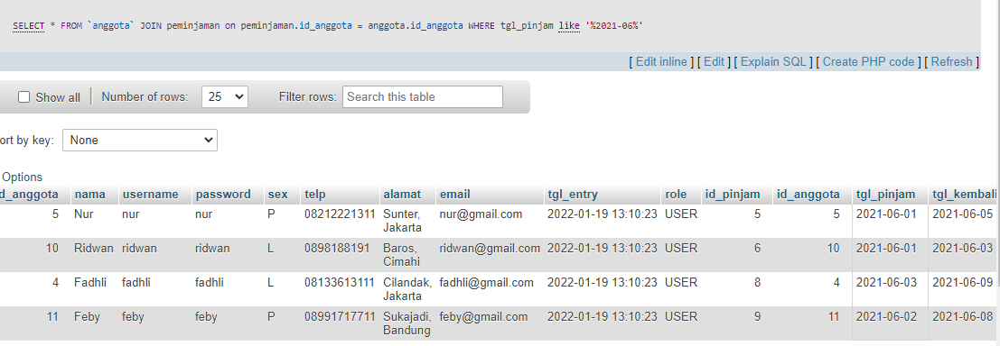 SELECT * FROM `anggota` JOIN peminjaman on peminjaman.id_anggota = anggota.id_anggota WHERE tgl_pinjam like '%2021-06%'
[ Edit inline ] [ Edit ] [ Explain SQL ] [ Create PHP code ] [ Refresh ]
Show all Number of rows: 25 Filter rows: Search this table
ort by key: None
Options
d_anggota nama username password sex telp alamat email tgl_entry role id_pinjam id_anggota tgl_pinjam tgl_kembali
5 Nur nur nur P 08212221311 Sunter, nur@gmail.com 2022-01-19 13:10:23 USER 5 5 2021-06-01 2021-06-05
Jakarta
10 Ridwan ridwan ridwan L 0898188191 Baros, ridwan@gmail.com 2022-01-19 13:10:23 USER 6 10 2021-06-01 2021-06-03
Cimahi
4 Fadhli fadhli fadhli L 08133613111 Cilandak, fadhli@gmail.com 2022-01-19 13:10:23 USER 8 4 2021-06-03 2021-06-09
Jakarta
11 Feby feby feby P 08991717711 Sukajadi, feby@gmail.com 2022-01-19 13:10:23 USER 9 11 2021-06-02 2021-06-08
Bandung